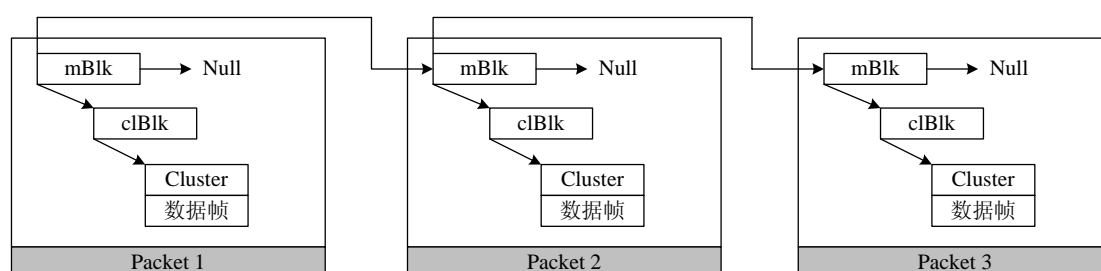 mBlk Null
clBlk
Cluster
数据帧
Packet 1
mBlk Null
clBlk
Cluster
数据帧
Packet 2
mBlk Null
clBlk
Cluster
数据帧
Packet 3